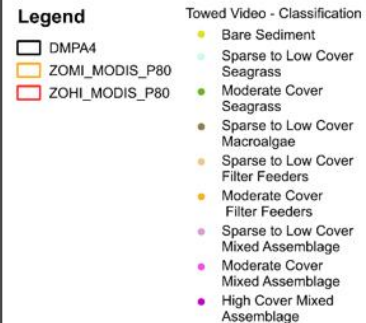 Legend
DMPA4
ZOMI_MODIS_P80
ZOHI_MODIS_P80
Towed Video - Classification
Bare Sediment
Sparse to Low Cover
Seagrass
Moderate Cover
Seagrass
Sparse to Low Cover
Macroalgae
Sparse to Low Cover
Filter Feeders
Moderate Cover
Filter Feeders
Sparse to Low Cover
Mixed Assemblage
Moderate Cover
Mixed Assemblage
High Cover Mixed
Assemblage